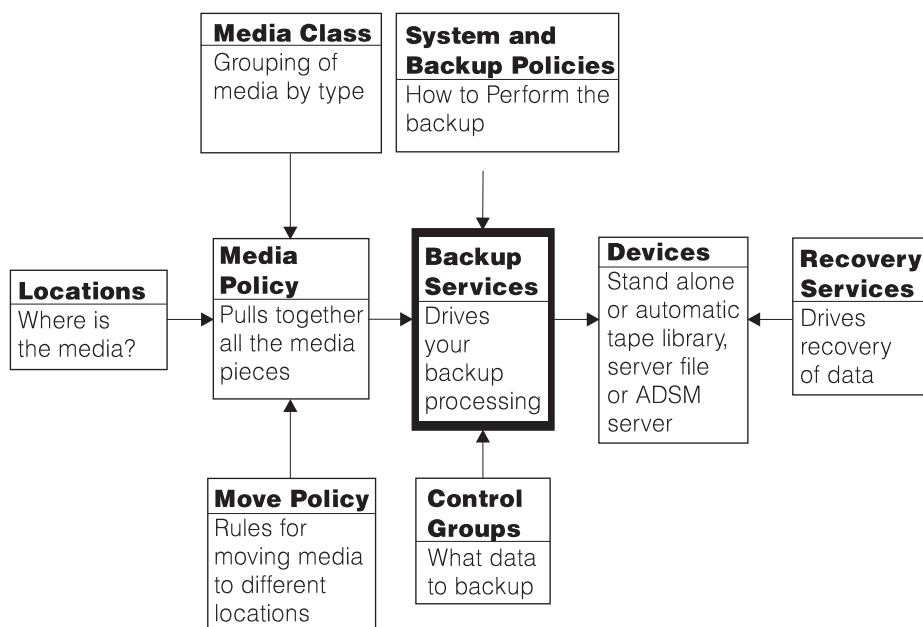 Media Class
Grouping of
media by type
System and
Backup Policies
How to Perform the
backup
Locations
Where is
the media?
Media
Policy
Pulls together
all the media
pieces
Backup
Services
Drives
your
backup
processing
Devices
Stand alone
or automatic
tape library,
server file
or ADSM
server
Recovery
Services
Drives
recovery
of data
Move Policy
Rules for
moving media
to different
locations
Control
Groups
What data
to backup